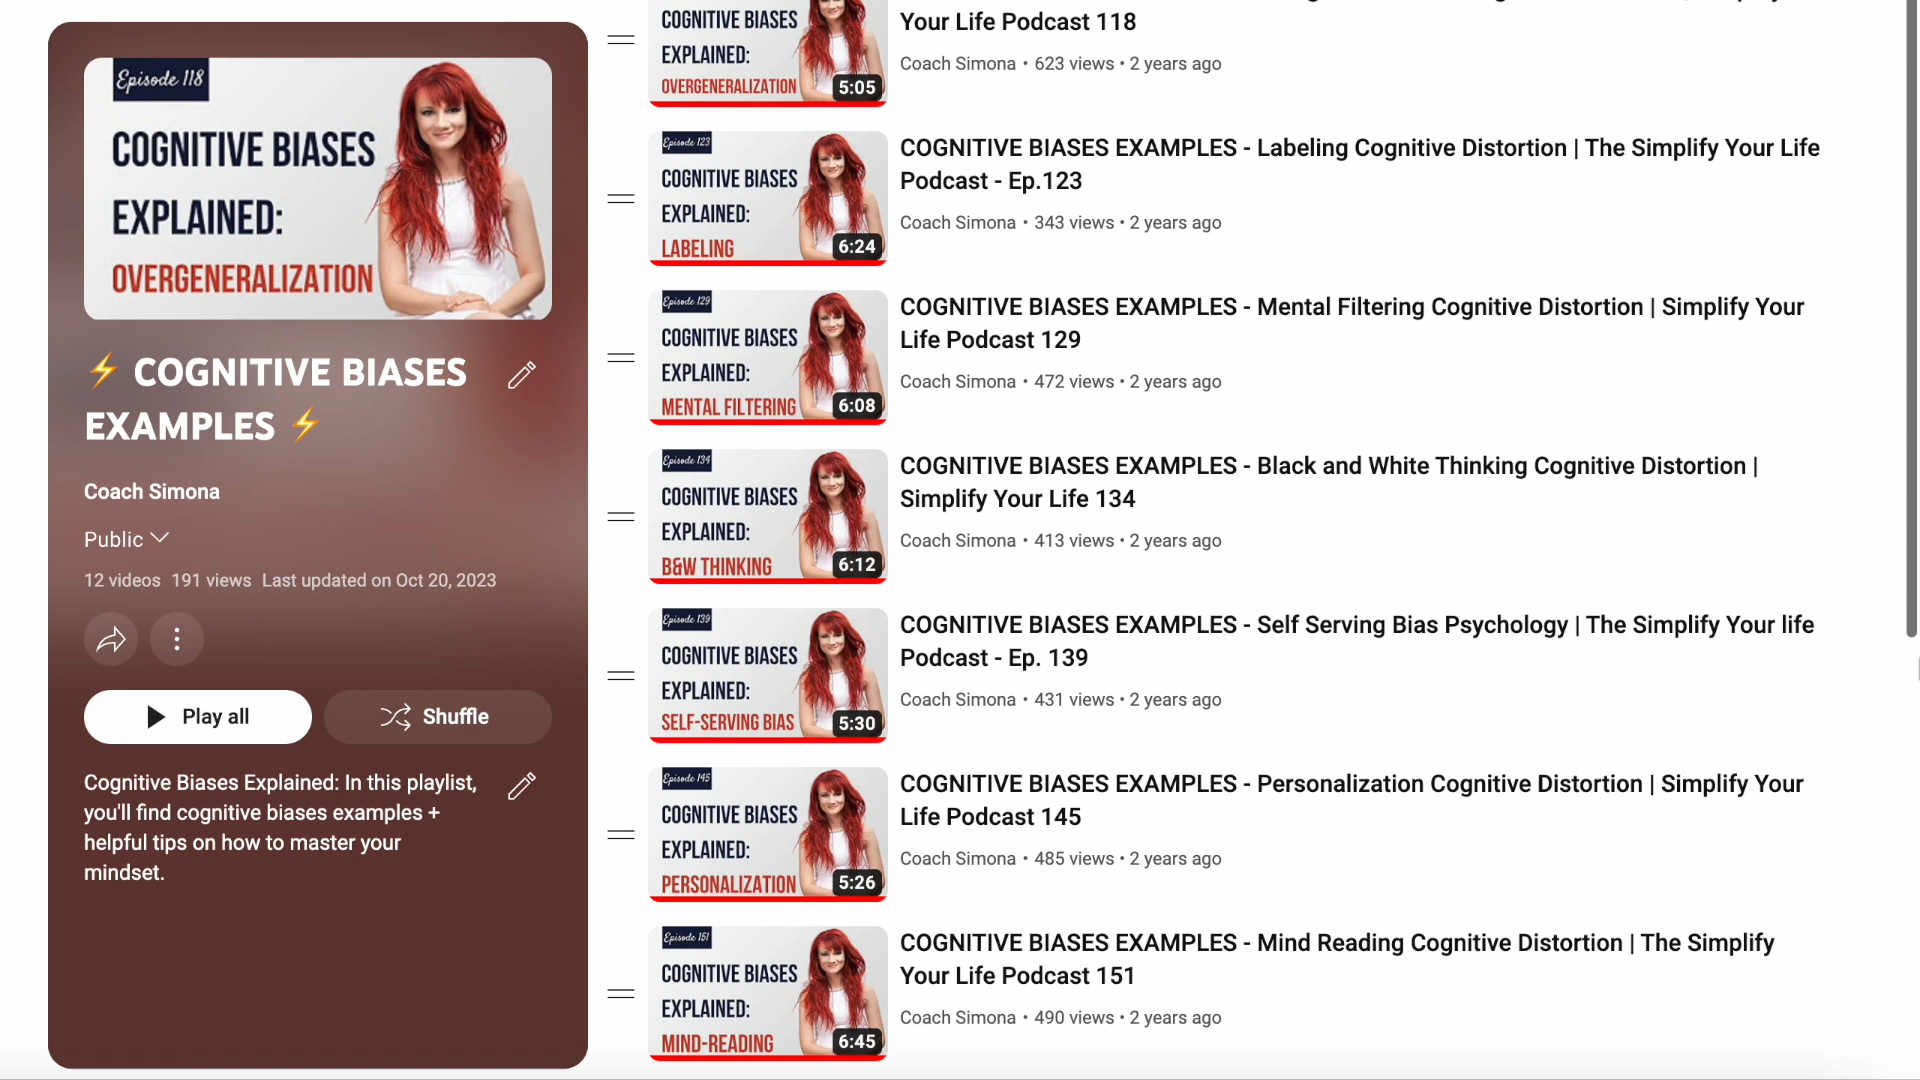 Episode 118
COGNITIVE BIASES
EXPLAINED:
OVERGENERALIZATION
⚡ COGNITIVE BIASES
EXAMPLES ⚡
Coach Simona
Public
12 videos 191 views Last updated on Oct 20, 2023
Play all
Shuffle
Cognitive Biases Explained: In this playlist,
you'll find cognitive biases examples +
helpful tips on how to master your
mindset.
COGNITIVE BIASES
EXPLAINED:
OVERGENERALIZATION
5:05
Your Life Podcast 118
Coach Simona • 623 views • 2 years ago
Episode 123
COGNITIVE BIASES
EXPLAINED:
LABELING
6:24
COGNITIVE BIASES EXAMPLES - Labeling Cognitive Distortion | The Simplify Your Life
Podcast - Ep.123
Coach Simona • 343 views • 2 years ago
Episode 129
COGNITIVE BIASES
EXPLAINED:
MENTAL FILTERING
6:08
COGNITIVE BIASES EXAMPLES - Mental Filtering Cognitive Distortion | Simplify Your
Life Podcast 129
Coach Simona • 472 views • 2 years ago
Episode 134
COGNITIVE BIASES
EXPLAINED:
B&W THINKING
6:12
COGNITIVE BIASES EXAMPLES - Black and White Thinking Cognitive Distortion |
Simplify Your Life 134
Coach Simona • 413 views • 2 years ago
Episode 139
COGNITIVE BIASES
EXPLAINED:
SELF-SERVING BIAS
5:30
COGNITIVE BIASES EXAMPLES - Self Serving Bias Psychology | The Simplify Your life
Podcast - Ep. 139
Coach Simona • 431 views • 2 years ago
Episode 145
COGNITIVE BIASES
EXPLAINED:
PERSONALIZATION
5:26
COGNITIVE BIASES EXAMPLES - Personalization Cognitive Distortion | Simplify Your
Life Podcast 145
Coach Simona • 485 views • 2 years ago
Episode 151
COGNITIVE BIASES
EXPLAINED:
MIND-READING
6:45
COGNITIVE BIASES EXAMPLES - Mind Reading Cognitive Distortion | The Simplify
Your Life Podcast 151
Coach Simona • 490 views • 2 years ago